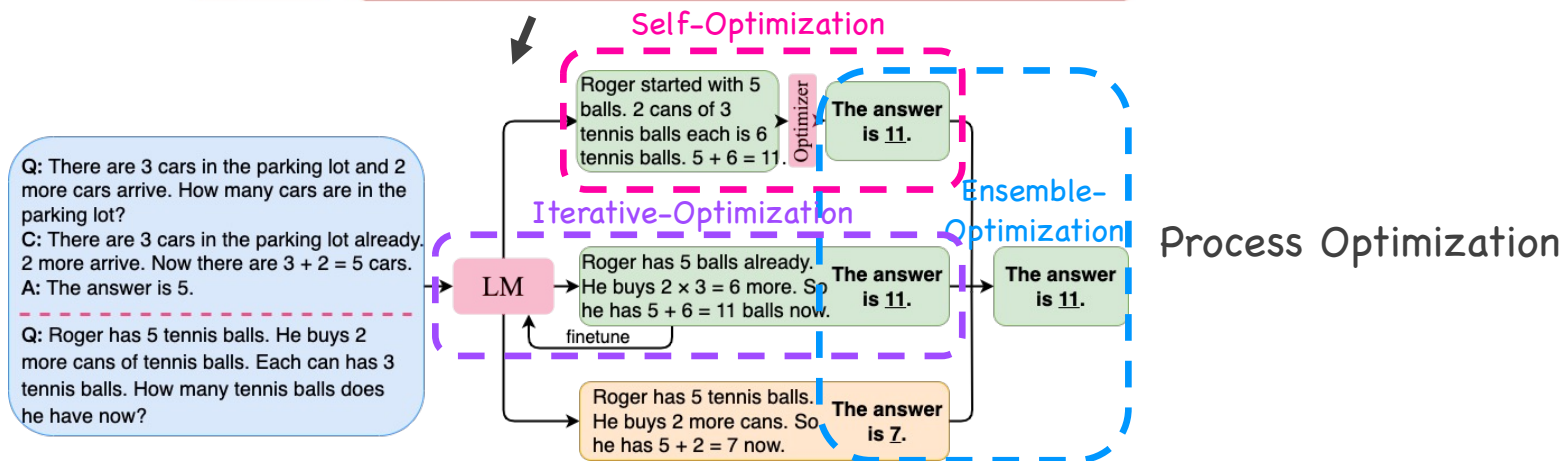 Self-Optimization
Roger started with 5
balls. 2 cans of 3
tennis balls each is 6
tennis balls. 5 + 6 = 11.
Optimizer
The answer
is 11.
Q: There are 3 cars in the parking lot and 2
more cars arrive. How many cars are in the
parking lot?
C: There are 3 cars in the parking lot already.
2 more arrive. Now there are 3 + 2 = 5 cars.
A: The answer is 5.
Q: Roger has 5 tennis balls. He buys 2
more cans of tennis balls. Each can has 3
tennis balls. How many tennis balls does
he have now?
Iterative-Optimization
LM
Roger has 5 balls already.
He buys 2 × 3 = 6 more. So
he has 5 + 6 = 11 balls now.
The answer
is 11.
finetune
Ensemble-
Optimization
The answer
is 11.
Process Optimization
Roger has 5 tennis balls.
He buys 2 more cans. So
he has 5 + 2 = 7 now.
The answer
is 7.